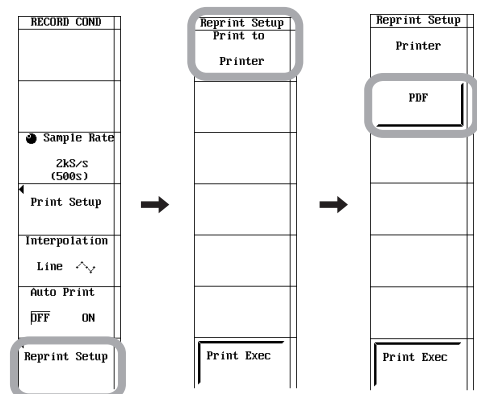 RECORD COND
Sample Rate
2kS/s
(500s)
Print Setup
Interpolation
Line
Auto Print
OFF ON
Reprint Setup
Reprint Setup
Print to
Printer
Print Exec
Reprint Setup
Printer
PDF
Print Exec